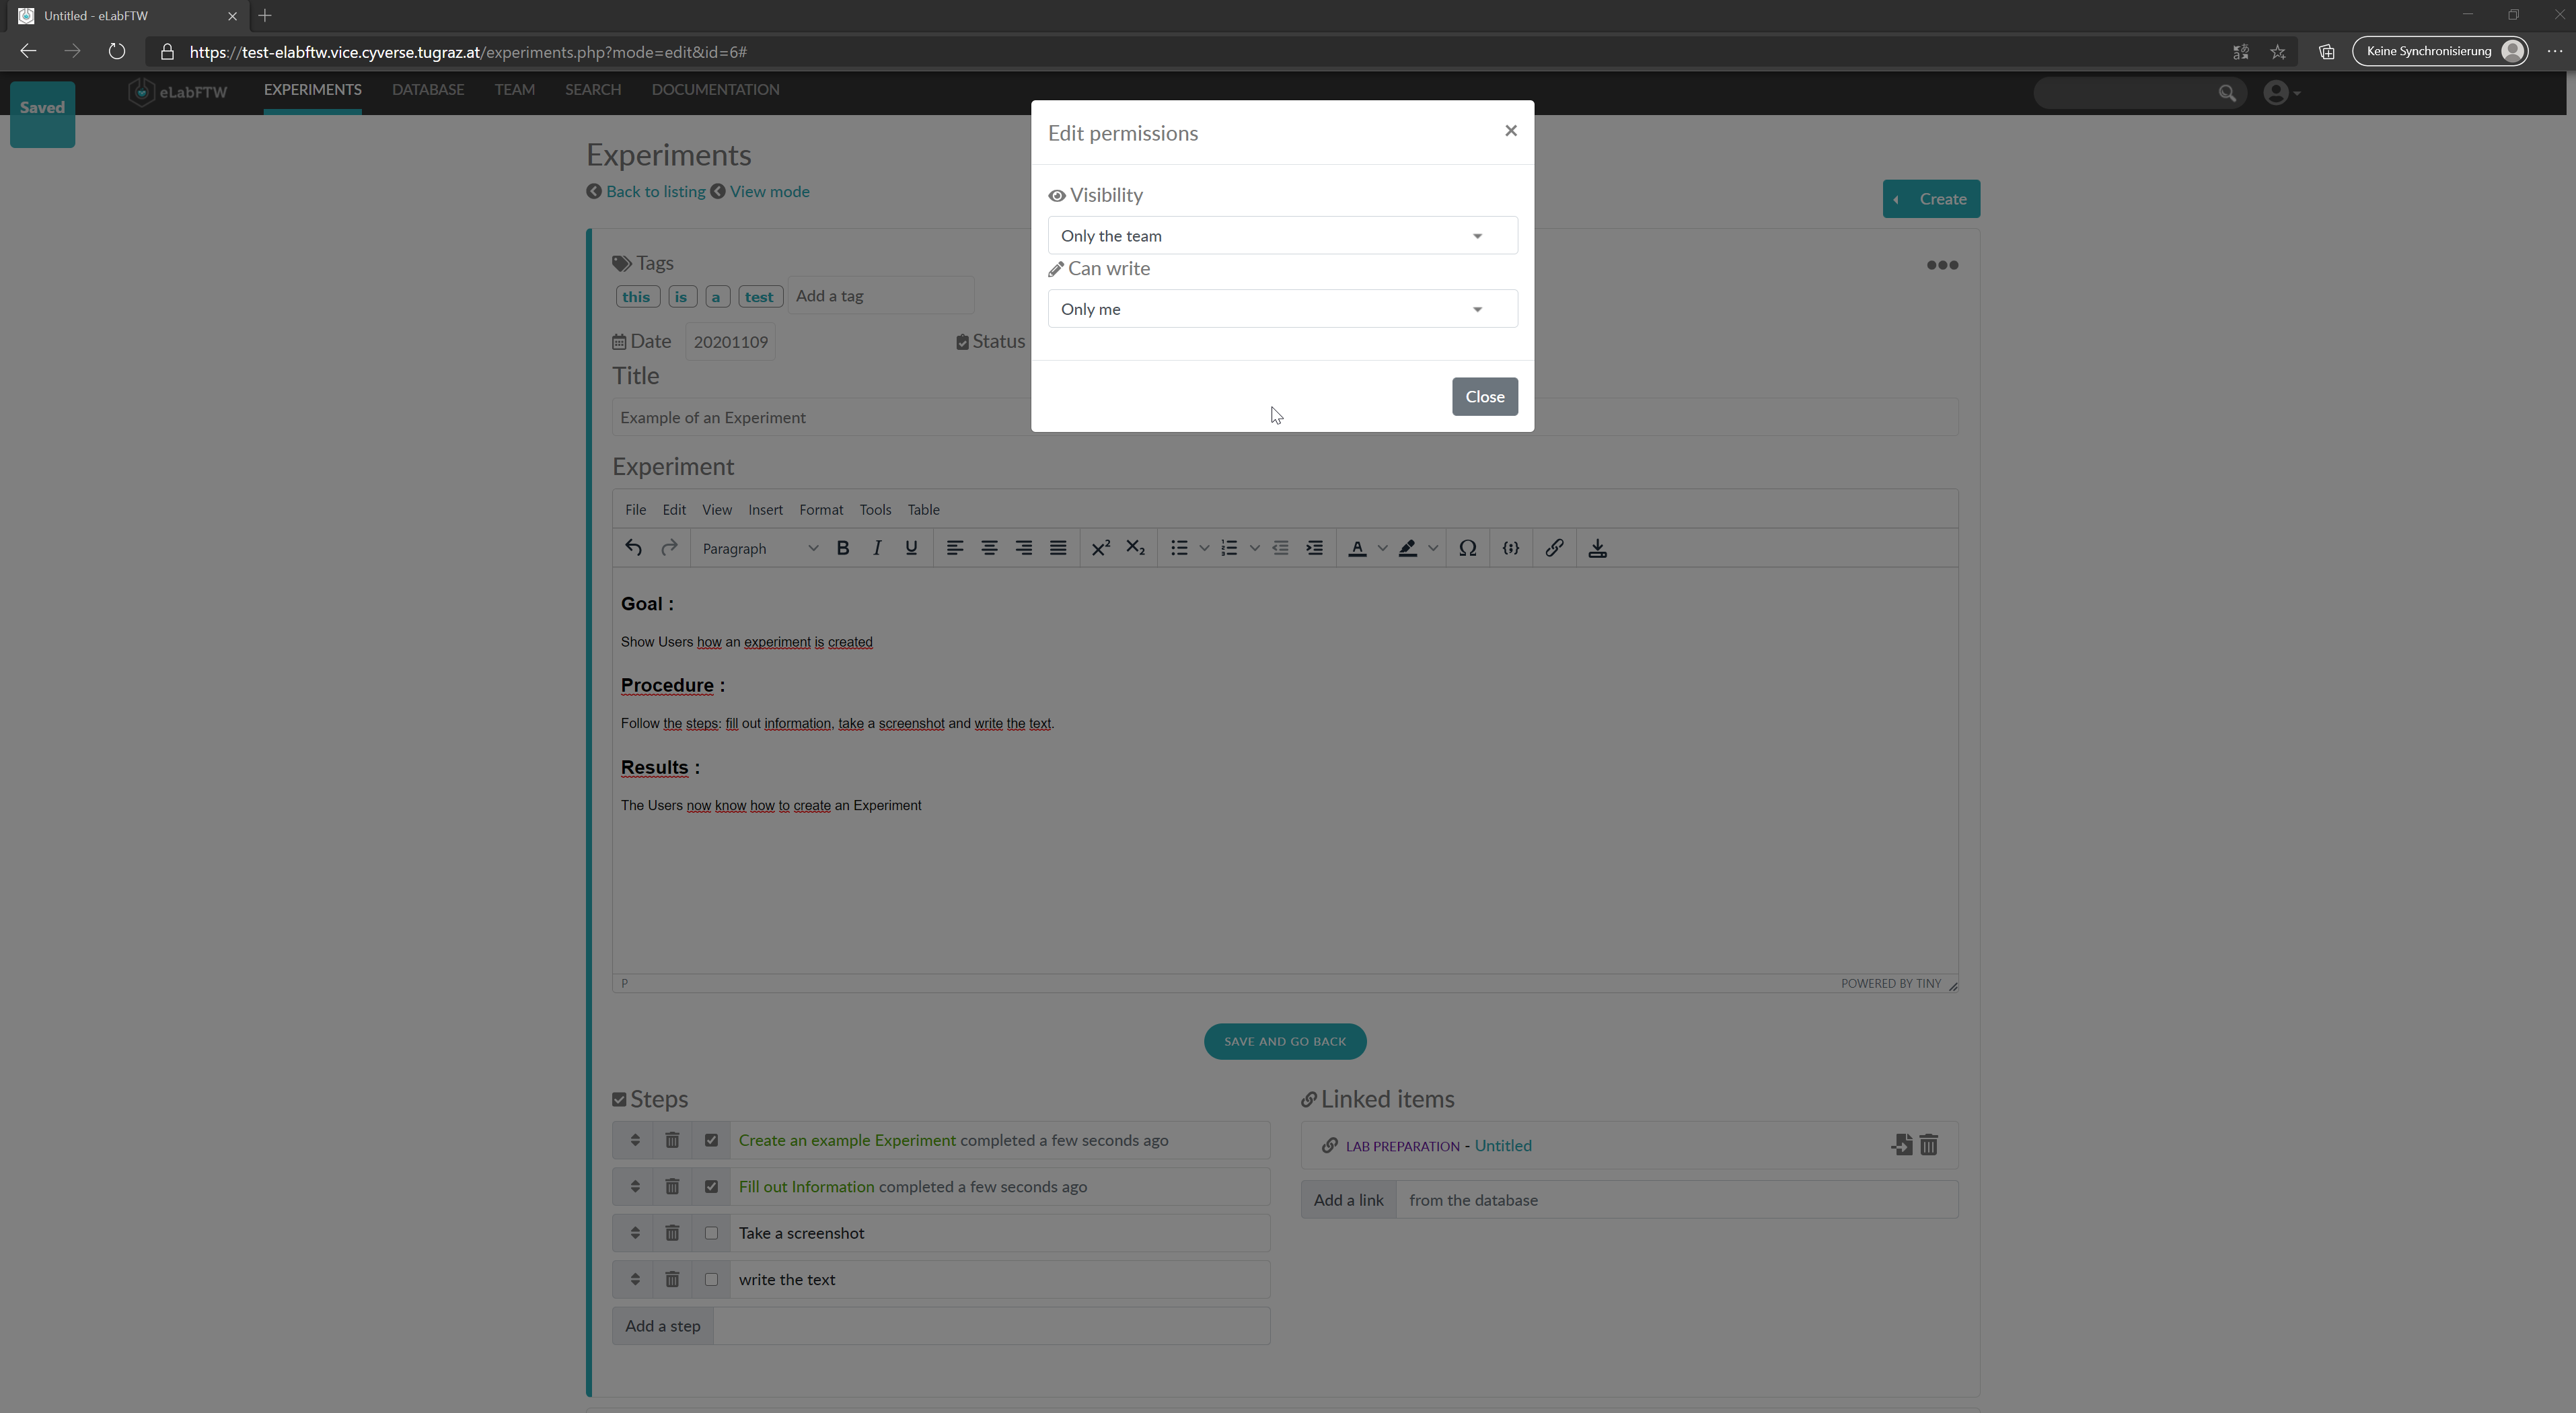 Untitled - eLabFTW
https://test-elabftw.vice.cyverse.tugraz.at/experiments.php?mode=edit&id=6#
Keine Synchronisierung
Saved
eLabFTW EXPERIMENTS DATABASE TEAM SEARCH DOCUMENTATION
Edit permissions
Visibility
Only the team
Can write
Only me
Close
Experiments
Back to listing View mode
Create
Tags
this is a test Add a tag
Date 20201109 Status
Title
Example of an Experiment
Experiment
File Edit View Insert Format Tools Table
Paragraph B I U
Goal :
Show Users how an experiment is created
Procedure :
Follow the steps: fill out information, take a screenshot and write the text.
Results :
The Users now know how to create an Experiment
P POWERED BY TINY
SAVE AND GO BACK
Steps
Create an example Experiment completed a few seconds ago
Fill out Information completed a few seconds ago
Take a screenshot
write the text
Add a step
Linked items
LAB PREPARATION - Untitled
Add a link from the database